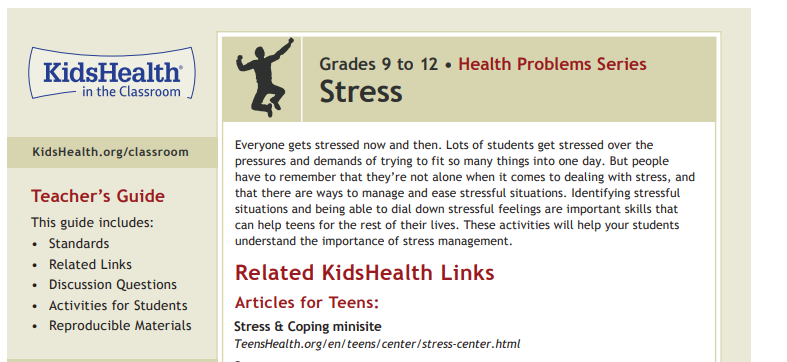 KidsHealth®
in the Classroom
KidsHealth.org/classroom
Teacher's Guide
This guide includes:
• Standards
• Related Links
• Discussion Questions
• Activities for Students
• Reproducible Materials
Grades 9 to 12 • Health Problems Series
Stress
Everyone gets stressed now and then. Lots of students get stressed over the
pressures and demands of trying to fit so many things into one day. But people
have to remember that they're not alone when it comes to dealing with stress, and
that there are ways to manage and ease stressful situations. Identifying stressful
situations and being able to dial down stressful feelings are important skills that
can help teens for the rest of their lives. These activities will help your students
understand the importance of stress management.
Related KidsHealth Links
Articles for Teens:
Stress & Coping minisite
TeensHealth.org/en/teens/center/stress-center.html